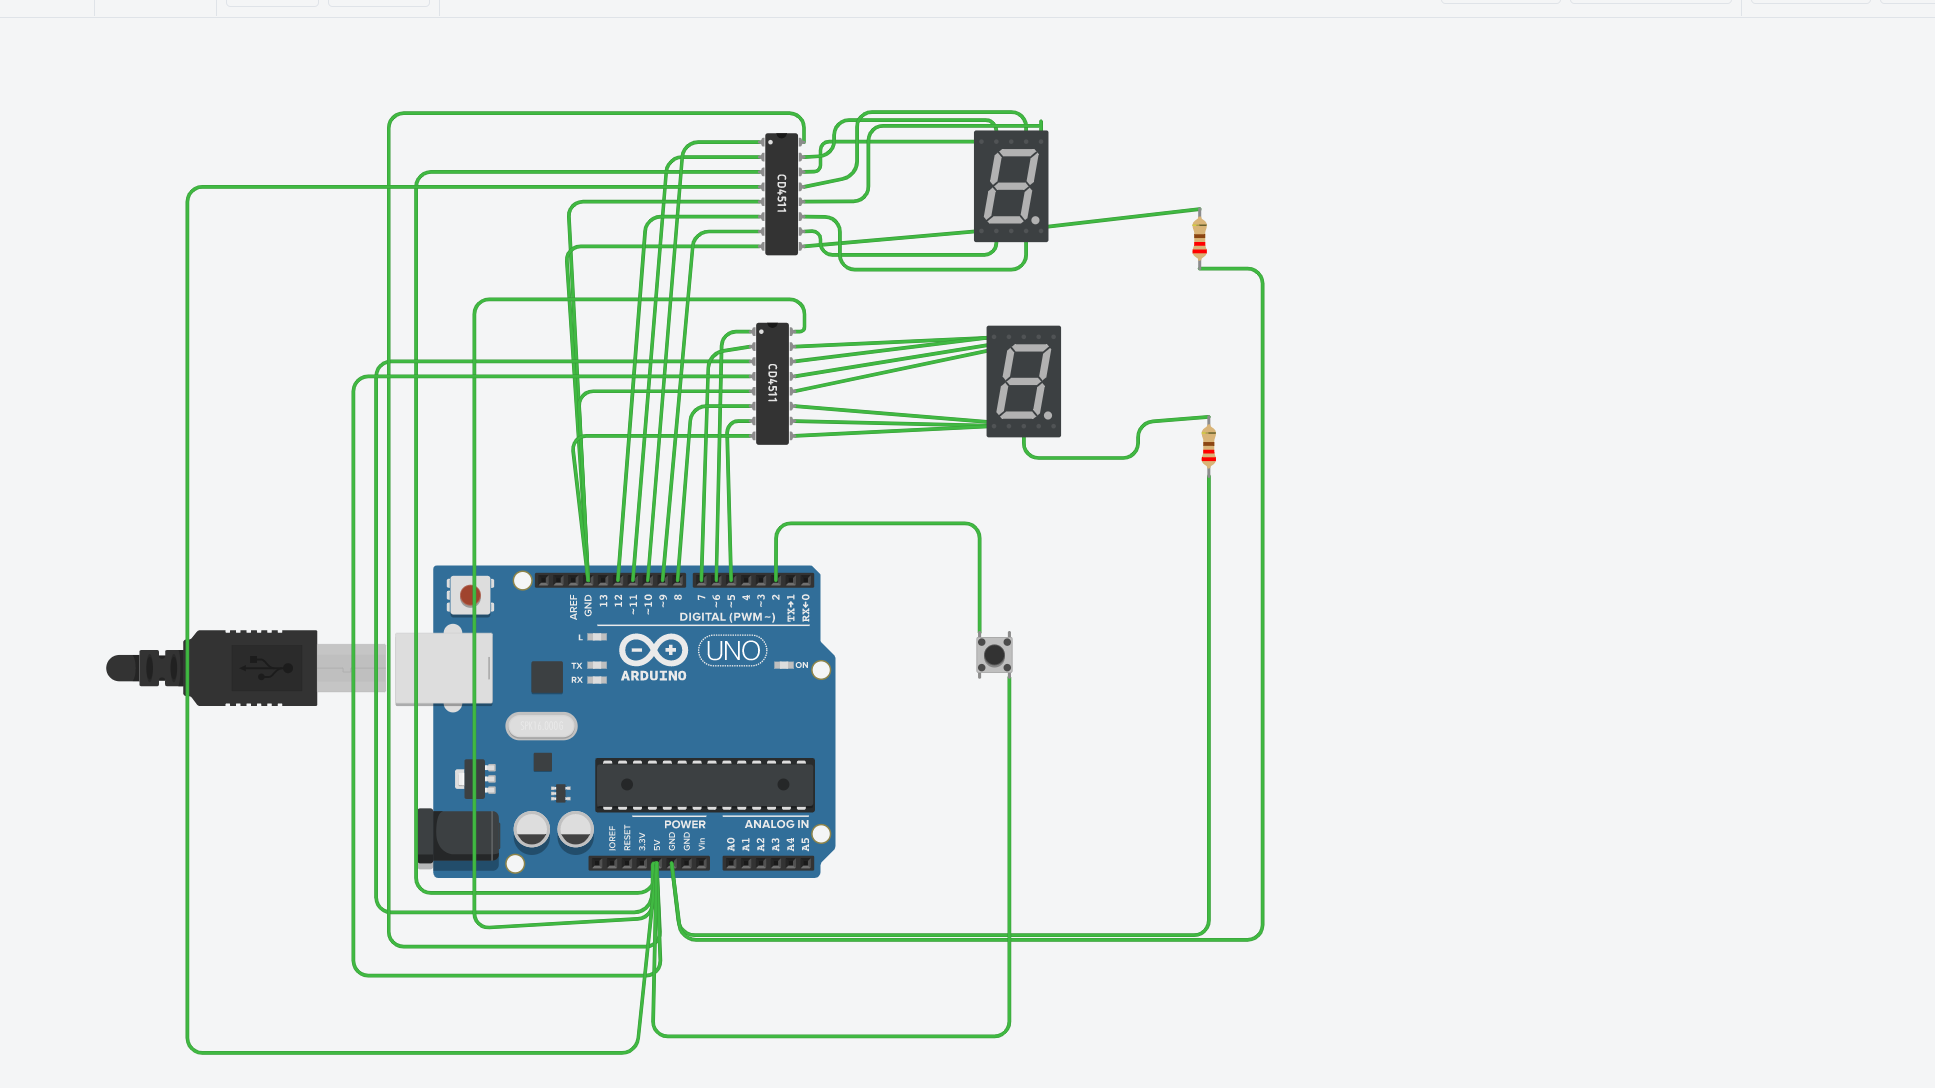 CD4511
CD4511
AREF
GND
13
12
~11
~10
~9
8
7
~6
~5
4
~3
2
TX→1
RX←0
DIGITAL (PWM~)
L
TX
RX
ARDUINO
UNO
ON
POWER
ANALOG IN
IOREF
RESET
3.3V
5V
GND
GND
Vin
A0
A1
A2
A3
A4
A5